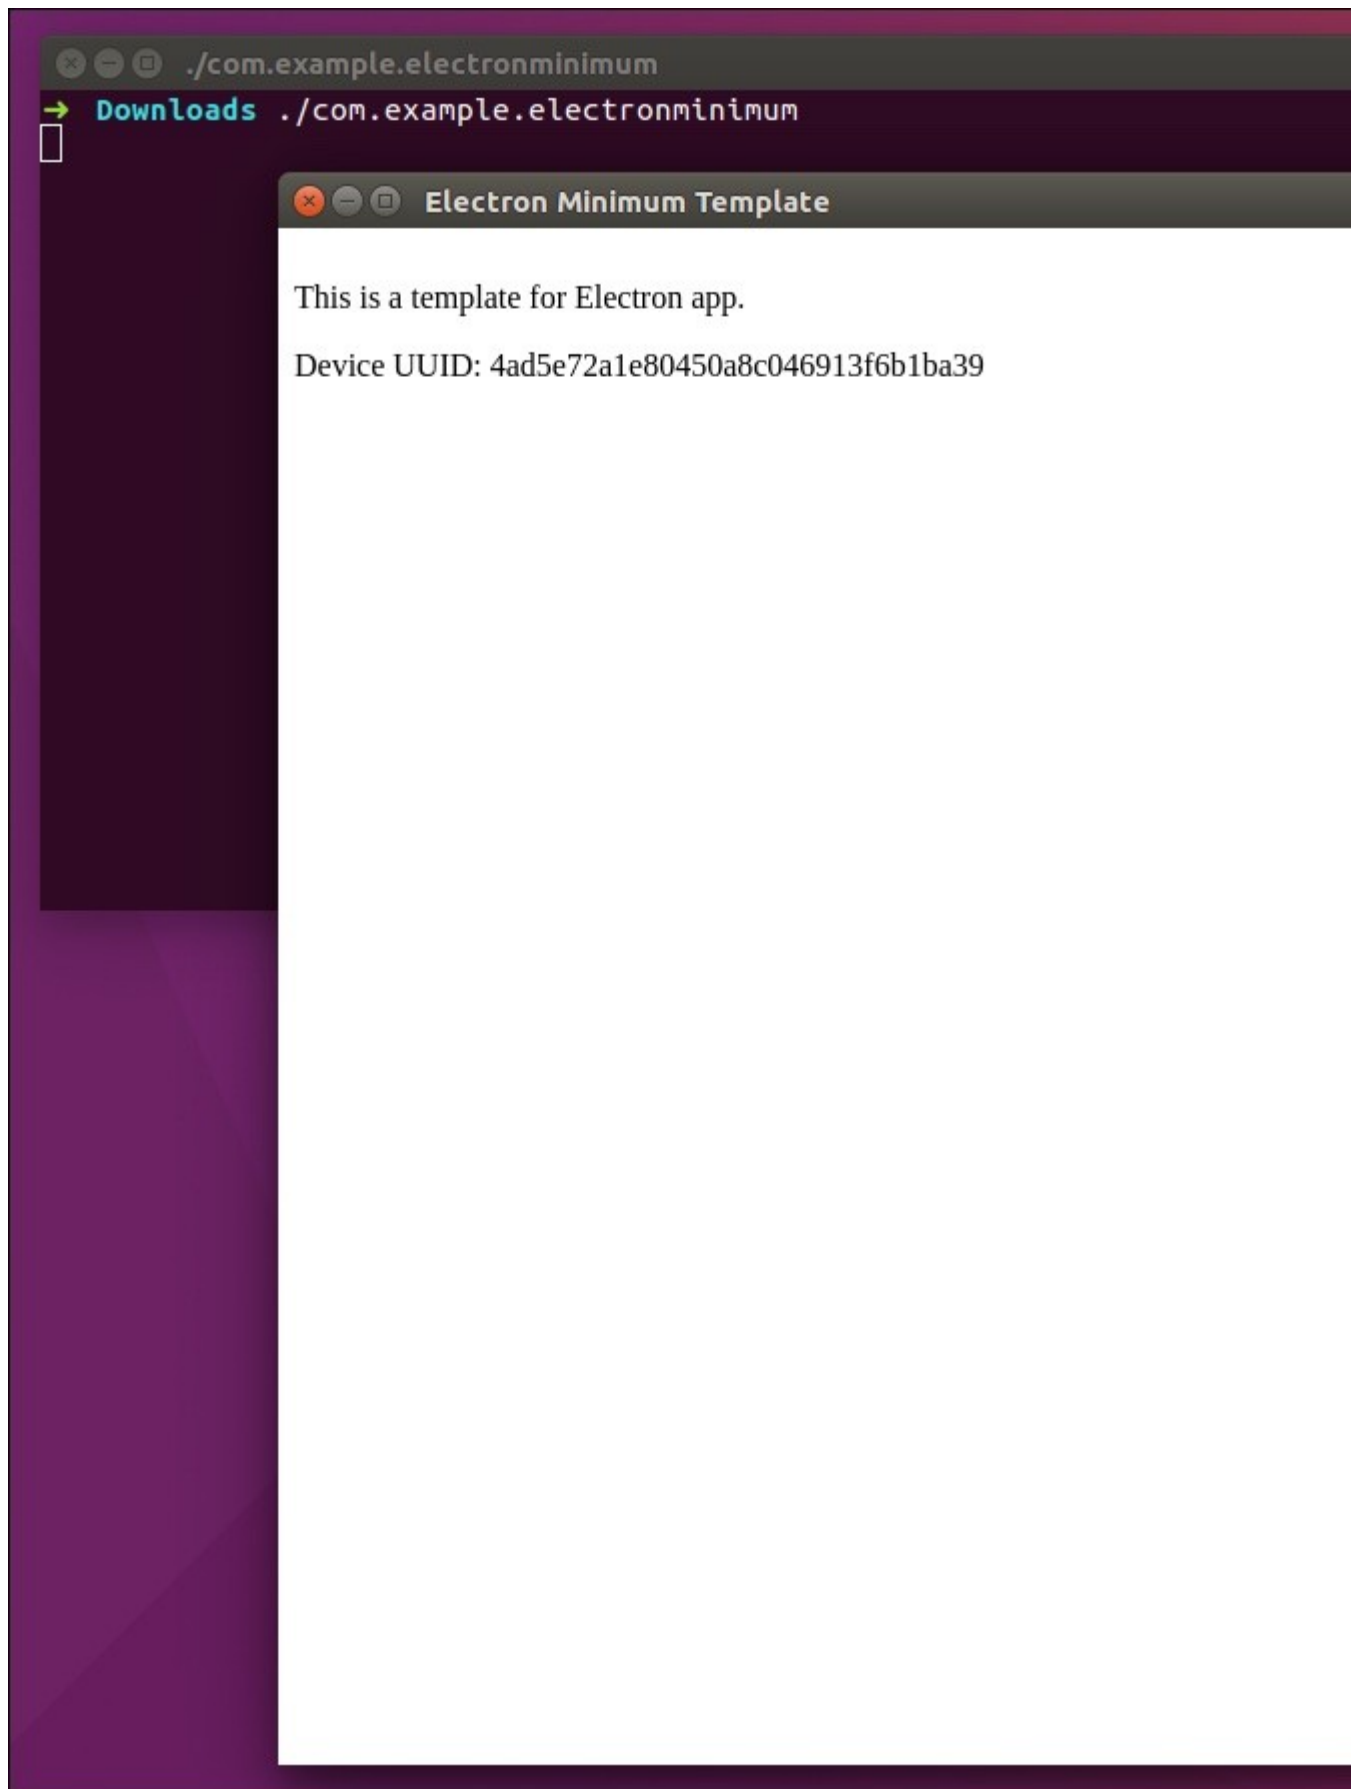 ./com.example.electronminimum
➜ Downloads ./com.example.electronminimum
Electron Minimum Template
This is a template for Electron app.
Device UUID: 4ad5e72a1e80450a8c046913f6b1ba39